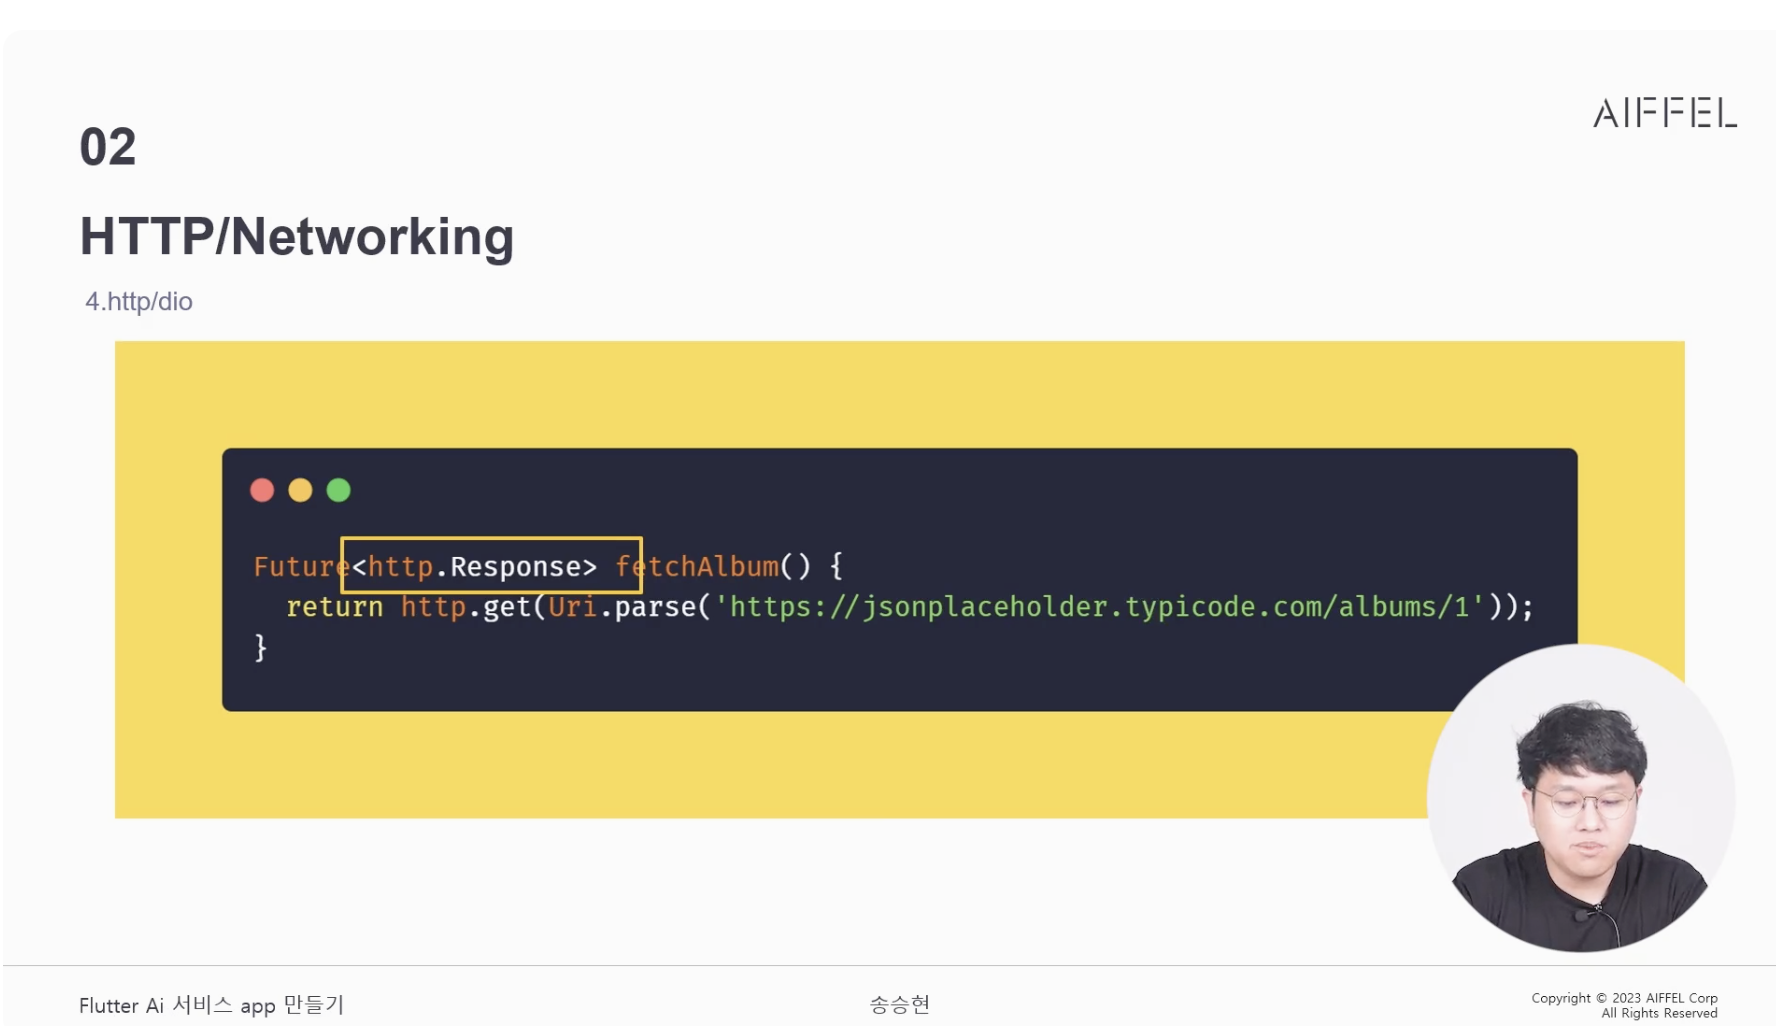 AIFFEL
02
HTTP/Networking
4.http/dio
Future<http.Response> fetchAlbum() {
  return http.get(Uri.parse('https://jsonplaceholder.typicode.com/albums/1'));
}
Flutter Ai 서비스 app 만들기
송승현
Copyright © 2023 AIFFEL Corp
All Rights Reserved